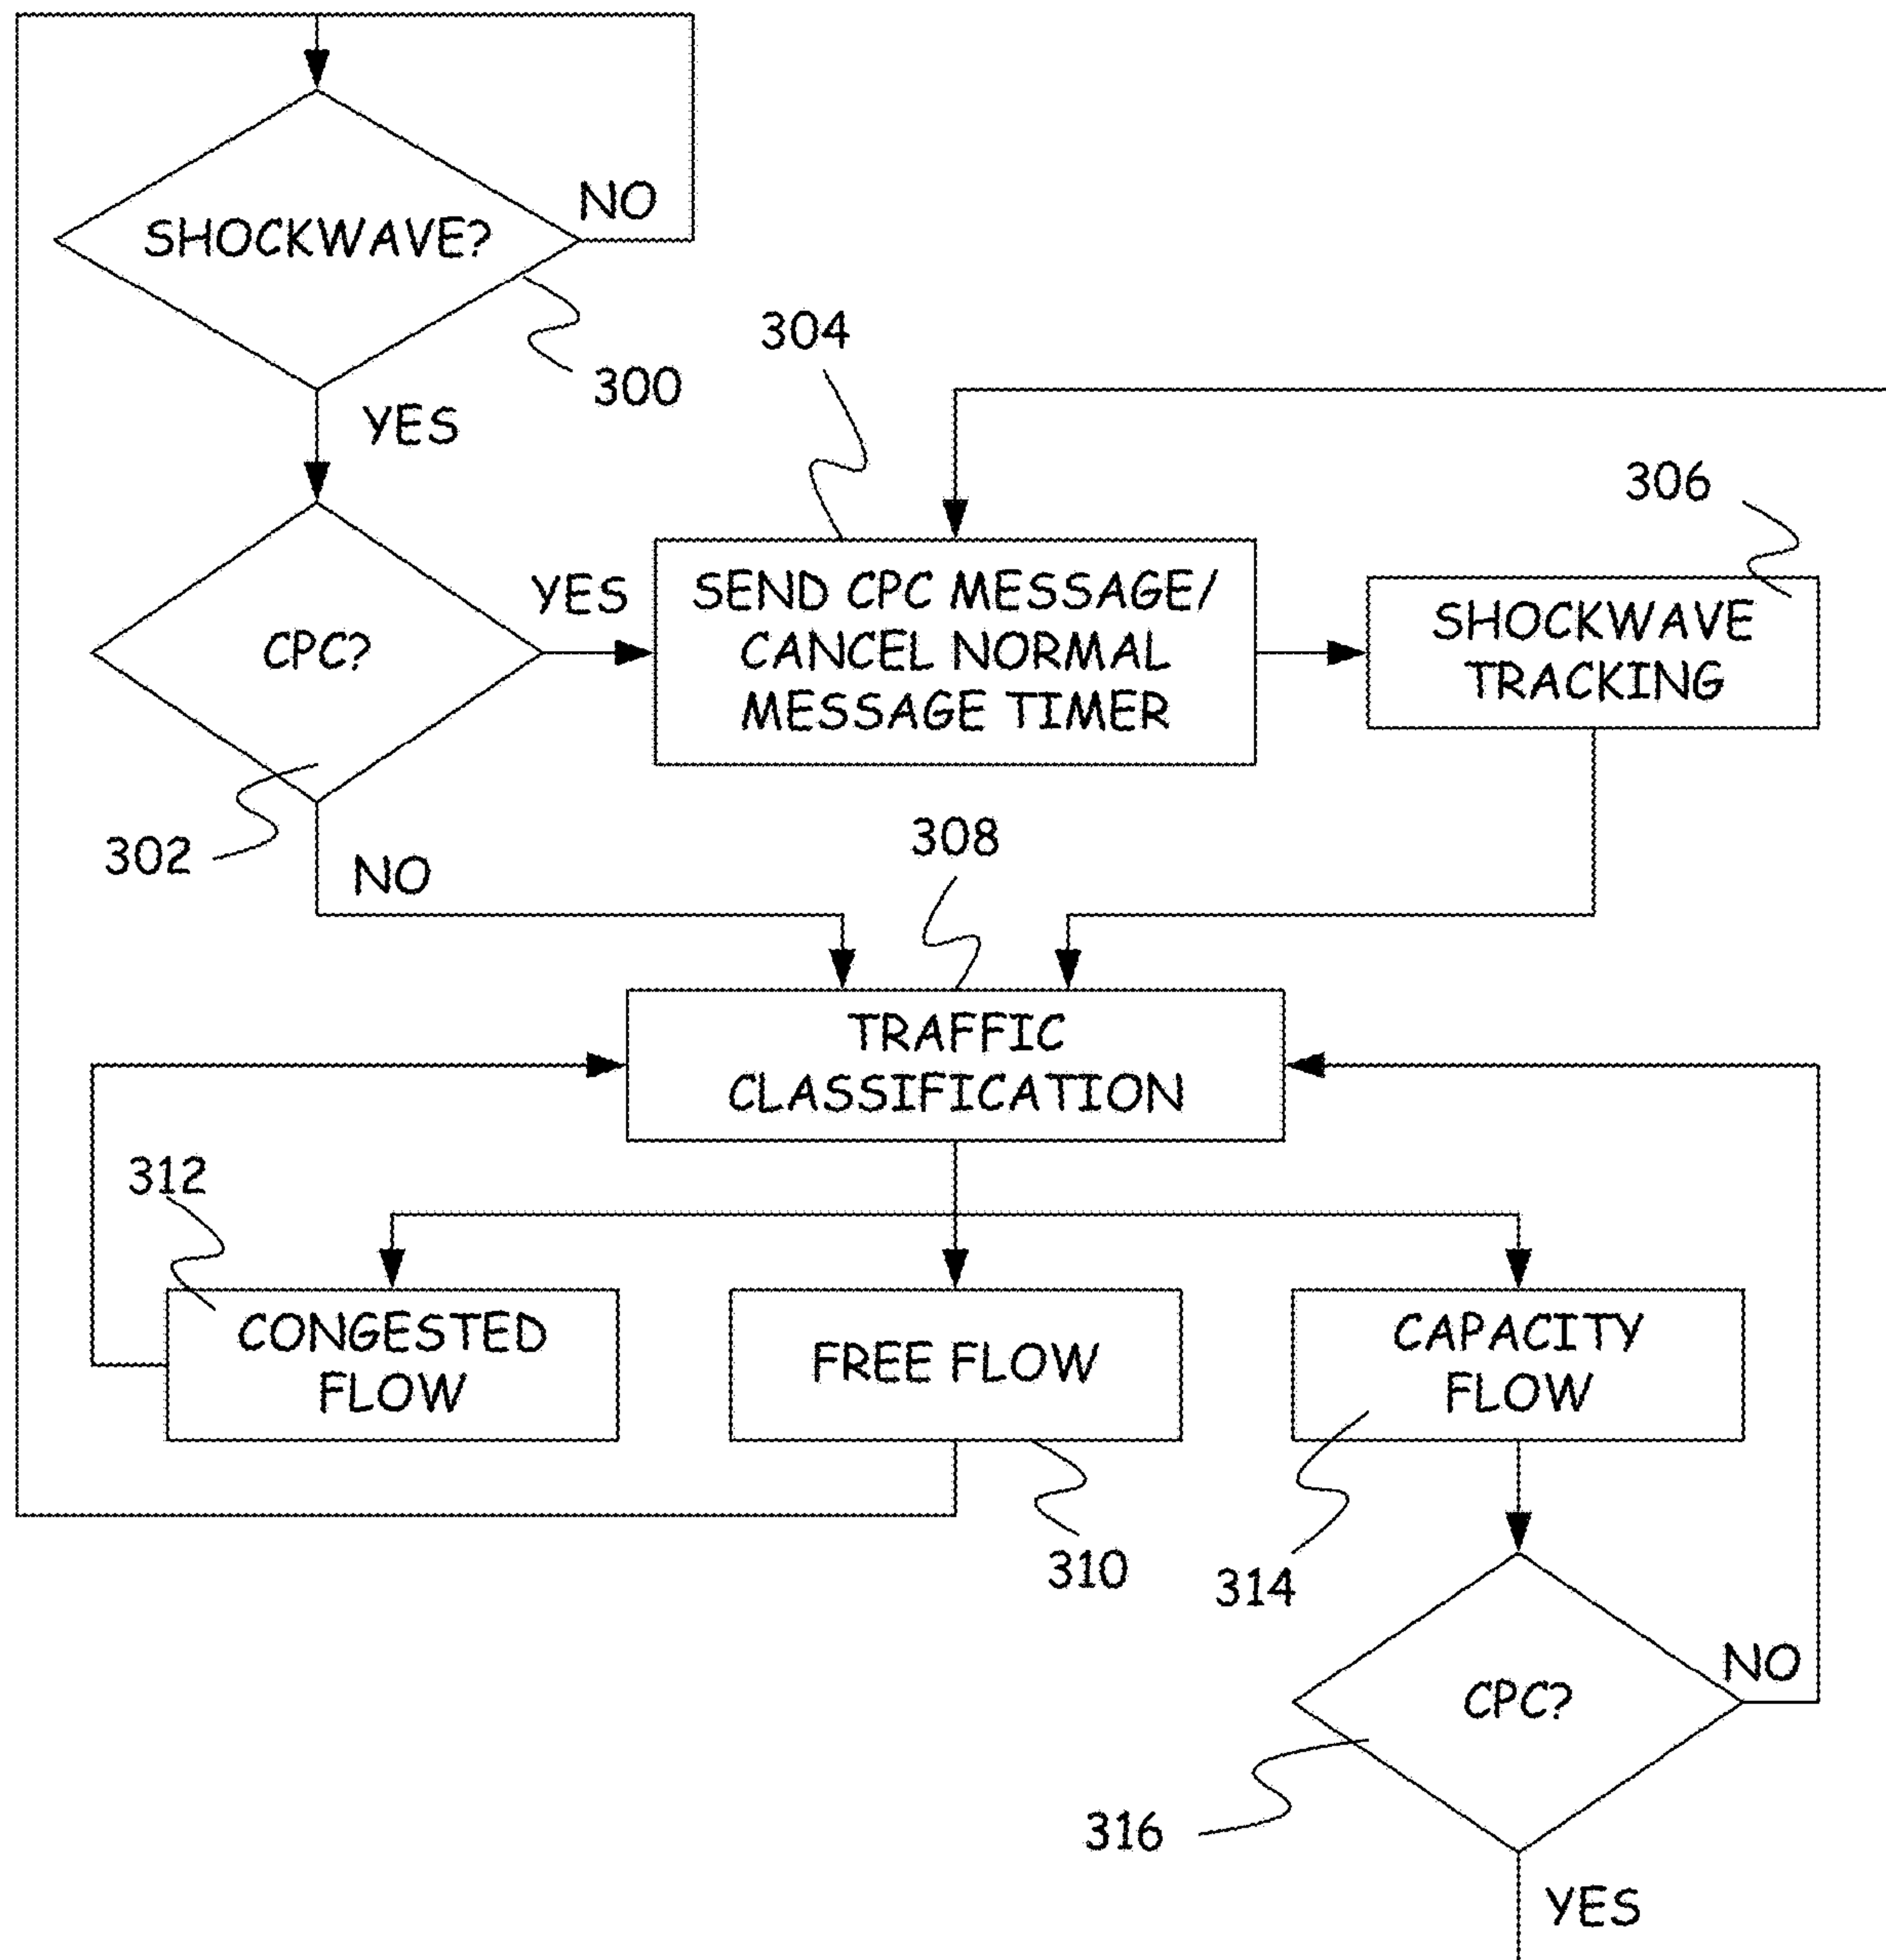 NO
SHOCKWAVE?
300
YES
304
306
CPC?
YES
SEND CPC MESSAGE/
CANCEL NORMAL
MESSAGE TIMER
SHOCKWAVE
TRACKING
302
NO
308
TRAFFIC
CLASSIFICATION
312
CONGESTED
FLOW
FREE FLOW
CAPACITY
FLOW
310
314
CPC?
NO
316
YES